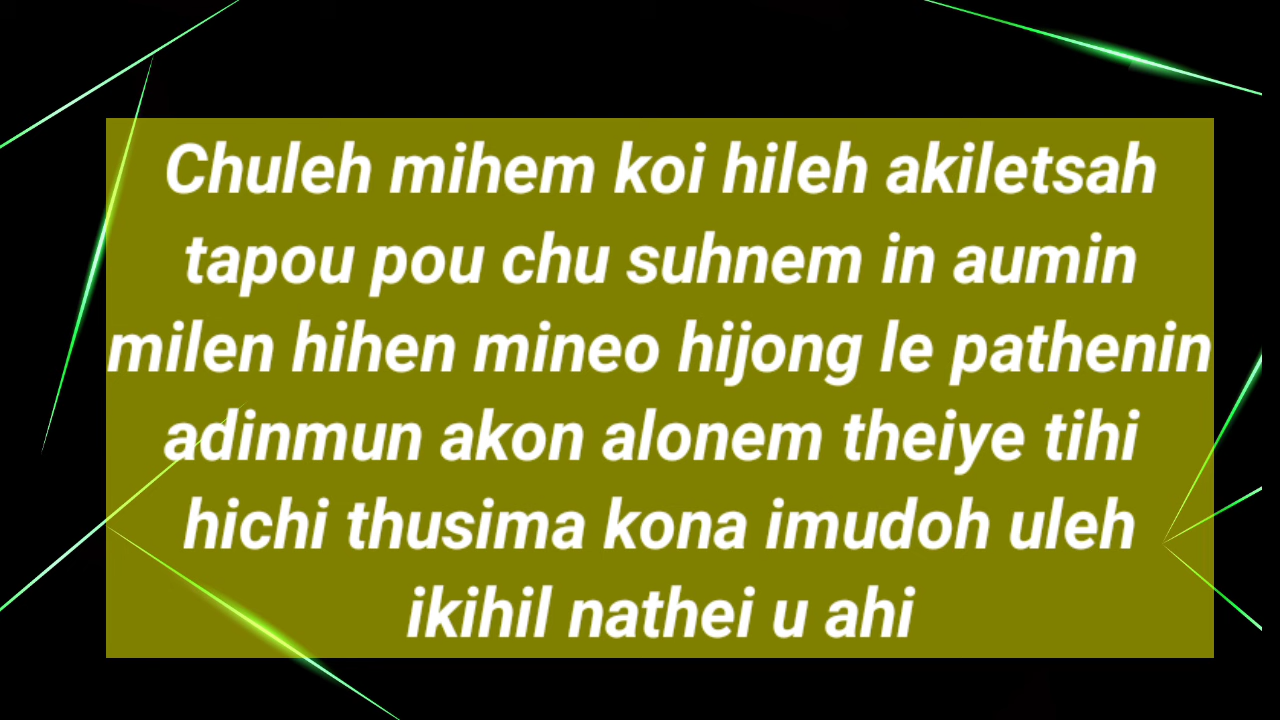 Chuleh mihem koi hileh akiletsah
tapou pou chu suhnem in aumin
milen hihen mineo hijong le pathenin
adinmun akon alonem theiye tihi
hichi thusima kona imudoh uleh
ikihil nathei u ahi